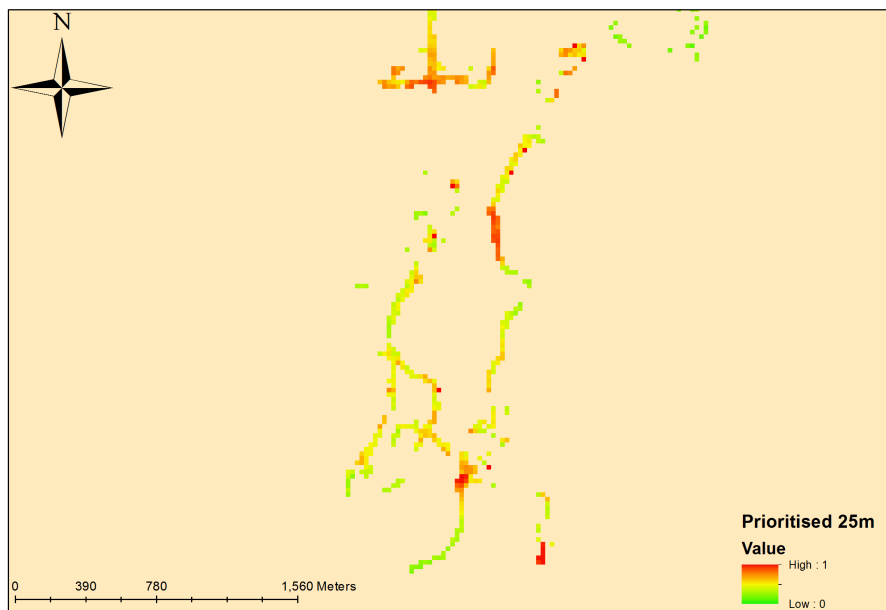 N
Prioritised 25m
Value
High : 1
Low : 0
0 390 780 1,560 Meters